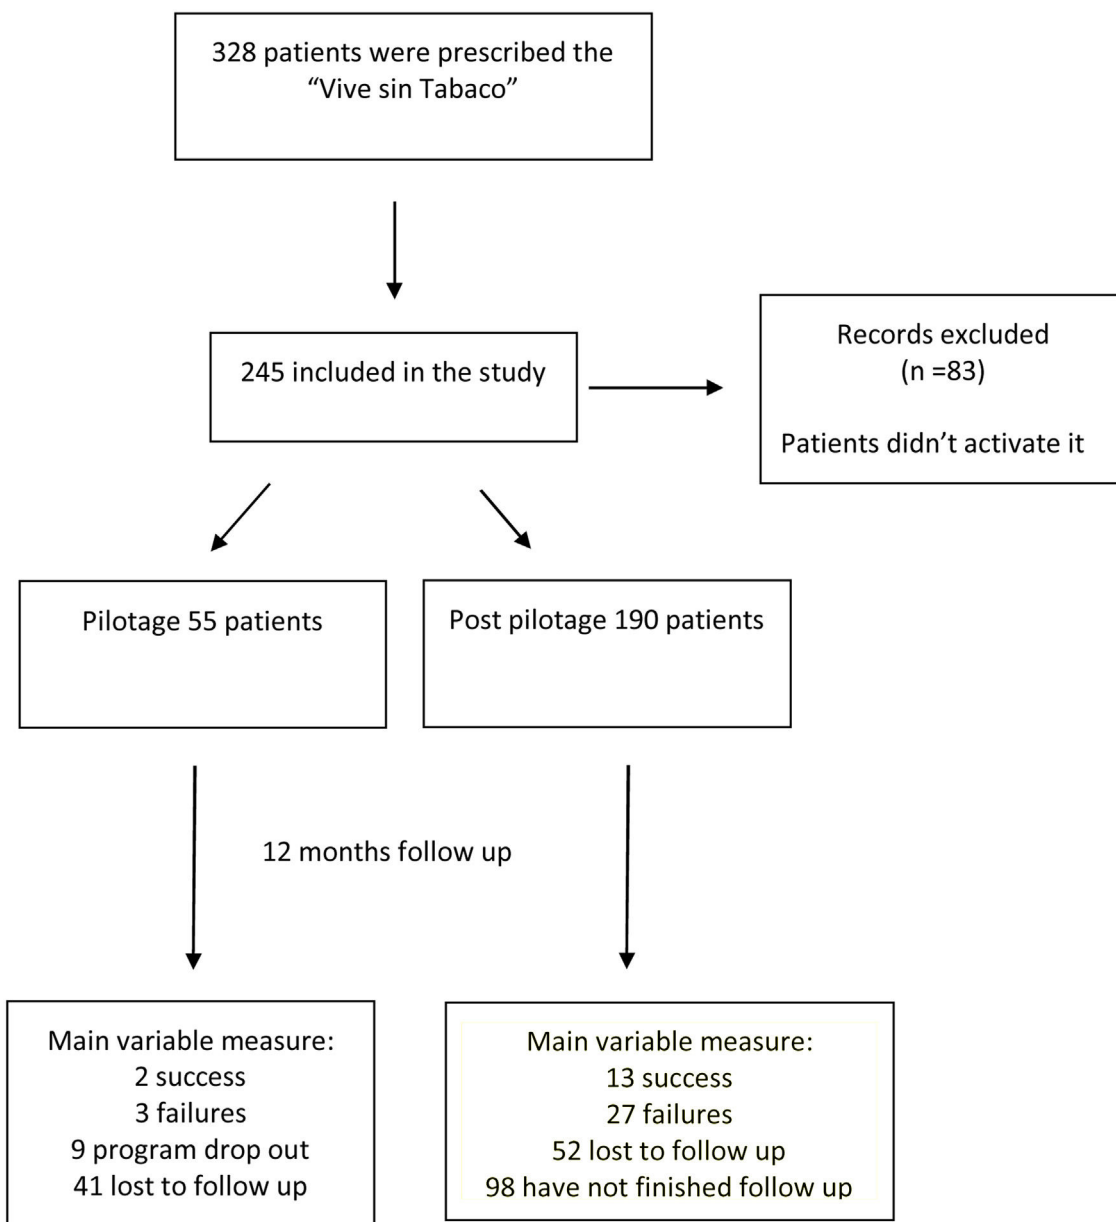 328 patients were prescribed the
“Vive sin Tabaco”
245 included in the study
Records excluded
(n =83)
Patients didn’t activate it
Pilotage 55 patients
Post pilotage 190 patients
12 months follow up
Main variable measure:
2 success
3 failures
9 program drop out
41 lost to follow up
Main variable measure:
13 success
27 failures
52 lost to follow up
98 have not finished follow up